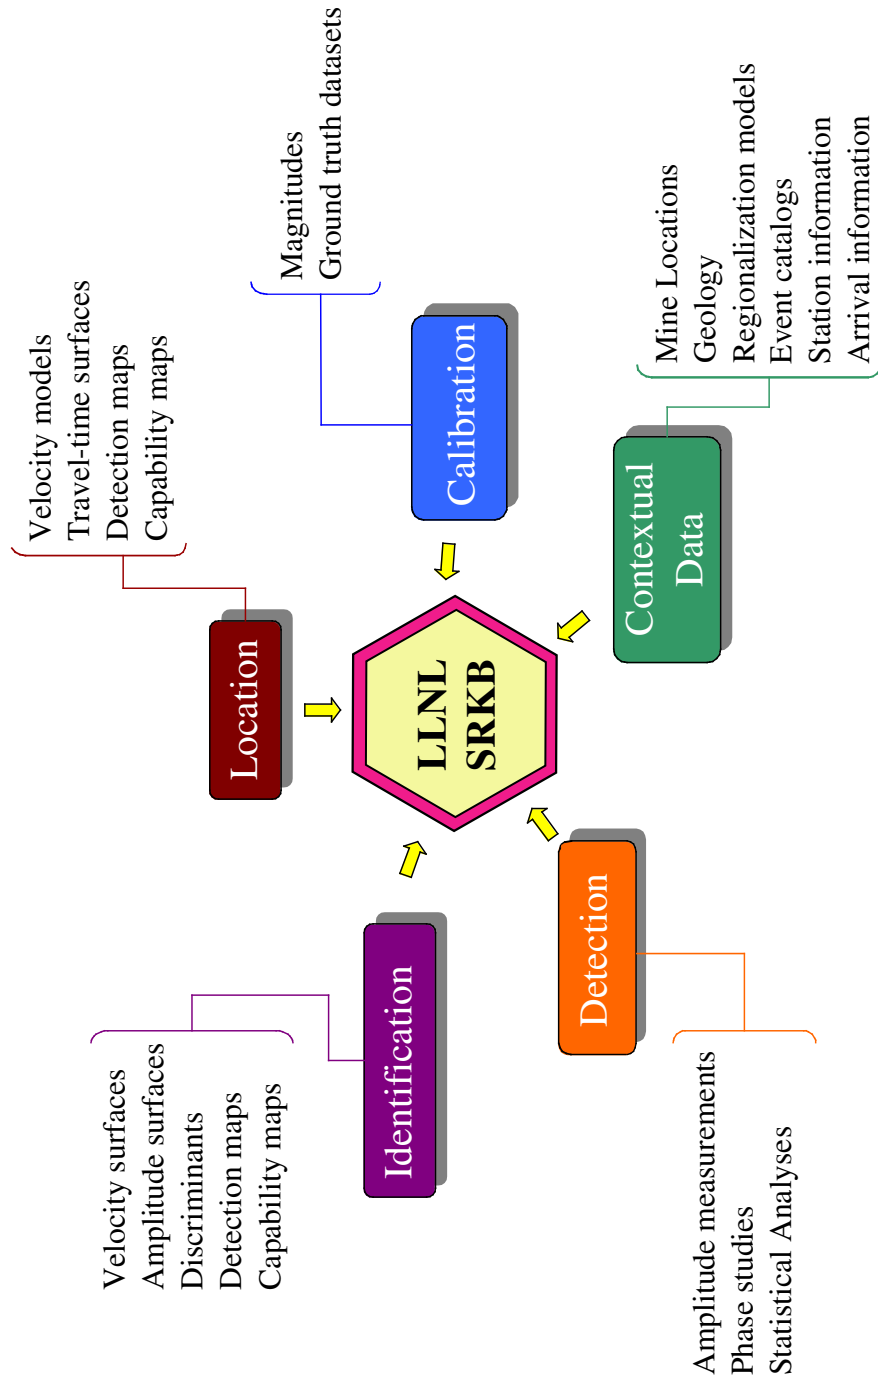 Velocity surfaces
Amplitude surfaces
Discriminants
Detection maps
Capability maps
Identification
Velocity models
Travel-time surfaces
Detection maps
Capability maps
Location
Magnitudes
Ground truth datasets
Calibration
LLNL
SRKB
Amplitude measurements
Phase studies
Statistical Analyses
Detection
Contextual
Data
Mine Locations
Geology
Regionalization models
Event catalogs
Station information
Arrival information